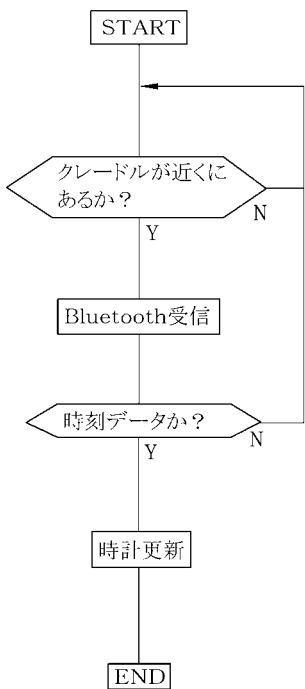 START
クレードルが近くに
あるか？
N
Y
Bluetooth受信
時刻データか？
N
Y
時計更新
END